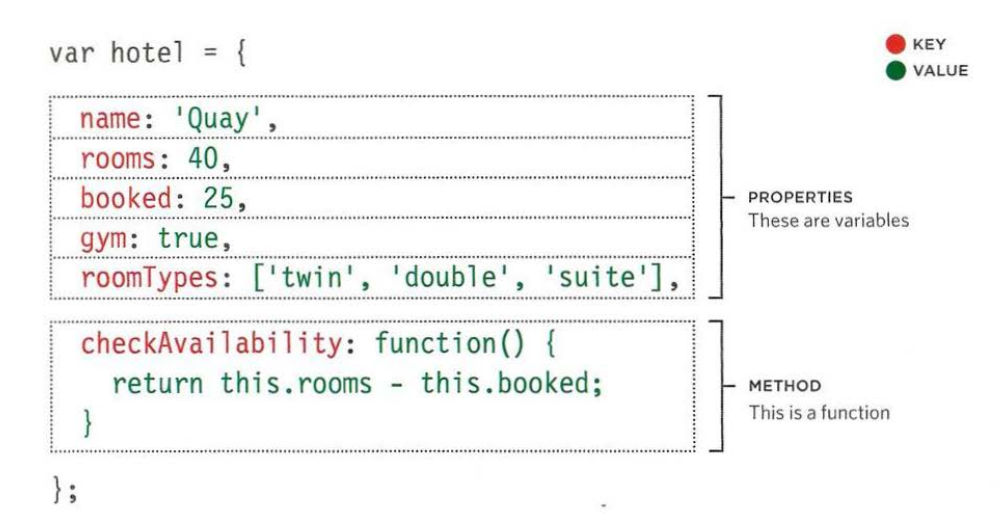 var hotel = {
KEY
VALUE
name: 'Quay',
rooms: 40,
booked: 25,
gym: true,
roomTypes: ['twin', 'double', 'suite'],
PROPERTIES
These are variables
checkAvailability: function() {
return this.rooms - this.booked;
}
METHOD
This is a function
};